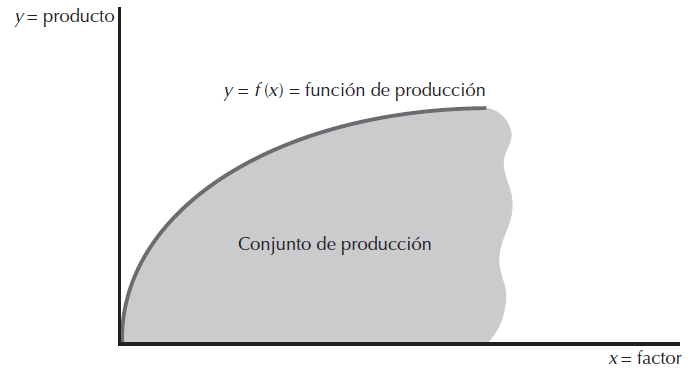 y = producto
y = f (x) = función de producción
Conjunto de producción
x = factor